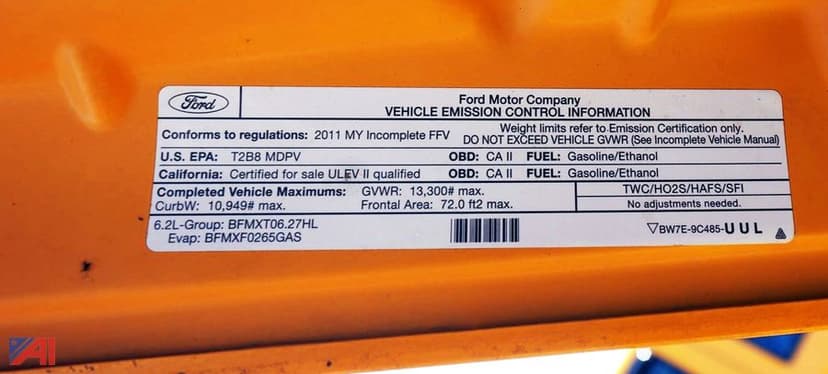 Ford
Ford Motor Company
VEHICLE EMISSION CONTROL INFORMATION
Conforms to regulations: 2011 MY Incomplete FFV
Weight limits refer to Emission Certification only.
DO NOT EXCEED VEHICLE GVWR (See Incomplete Vehicle Manual)
U.S. EPA: T2B8 MDPV OBD: CA II FUEL: Gasoline/Ethanol
California: Certified for sale ULEV II qualified OBD: CA II FUEL: Gasoline/Ethanol
Completed Vehicle Maximums: GVWR: 13,300# max.
CurbW: 10,949# max. Frontal Area: 72.0 ft2 max.
TWC/HO2S/HAFS/SFI
No adjustments needed.
6.2L-Group: BFMXT06.27HL
Evap: BFMXF0265GAS
▽BW7E-9C485-UUL
AI